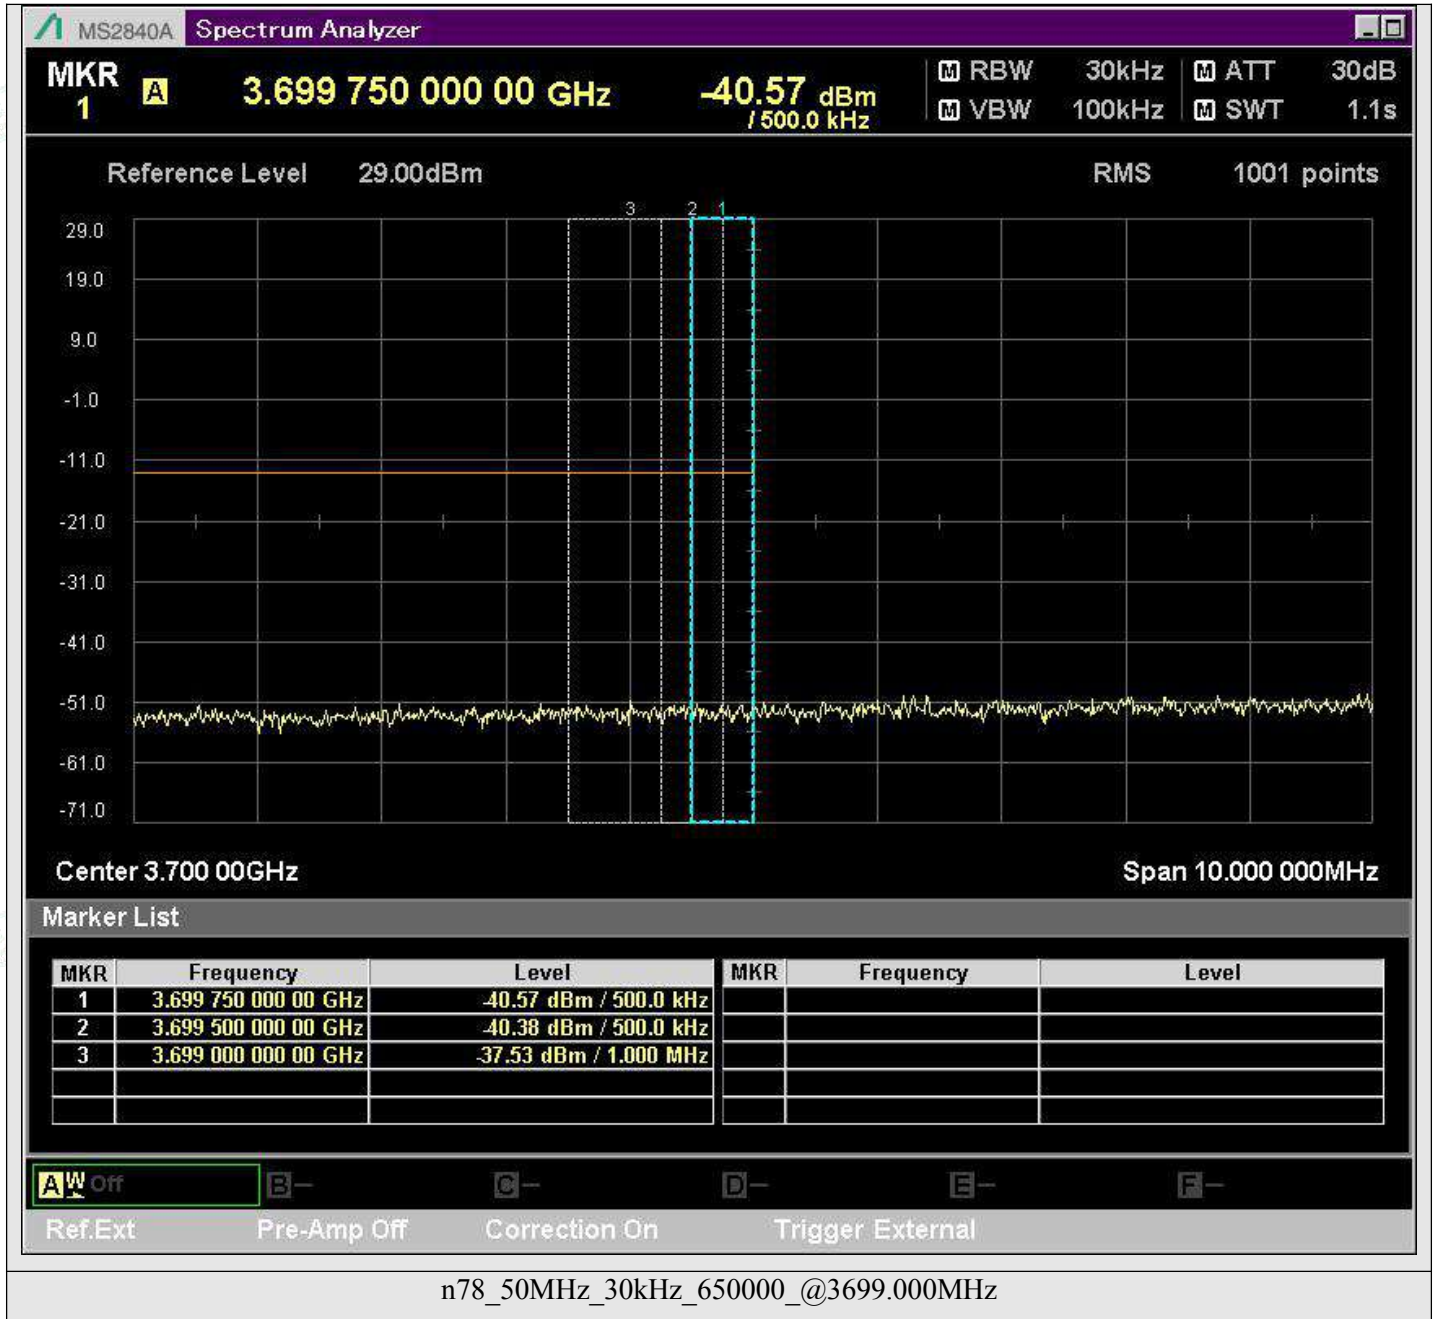 MS2840A Spectrum Analyzer
MKR 1 A 3.699 750 000 00 GHz -40.57 dBm / 500.0 kHz
M RBW 30kHz M ATT 30dB
M VBW 100kHz M SWT 1.1s
Reference Level 29.00dBm RMS 1001 points
3 2 1
29.0
19.0
9.0
-1.0
-11.0
-21.0
-31.0
-41.0
-51.0
-61.0
-71.0
Center 3.700 00GHz Span 10.000 000MHz
Marker List
MKR Frequency Level MKR Frequency Level
1 3.699 750 000 00 GHz -40.57 dBm / 500.0 kHz
2 3.699 500 000 00 GHz -40.38 dBm / 500.0 kHz
3 3.699 000 000 00 GHz -37.53 dBm / 1.000 MHz
A W Off B – C – D – E – F –
Ref.Ext Pre-Amp Off Correction On Trigger External
n78_50MHz_30kHz_650000_@3699.000MHz